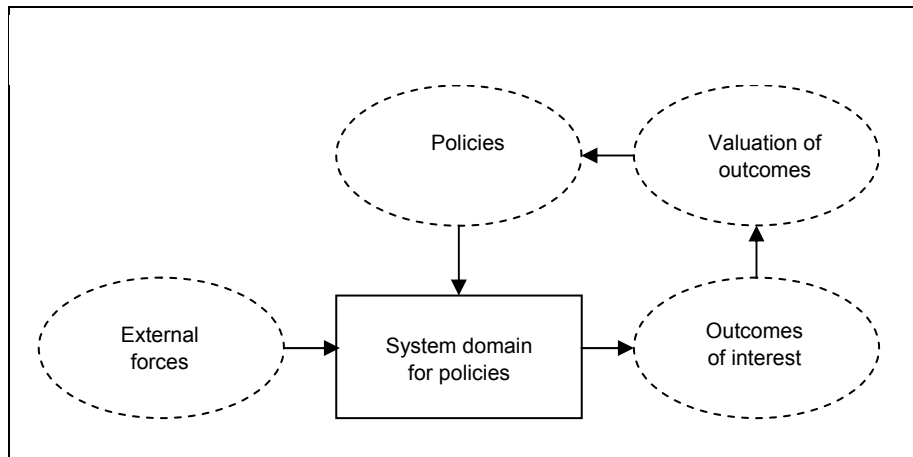 Policies
Valuation of
outcomes
External
forces
System domain
for policies
Outcomes
of interest